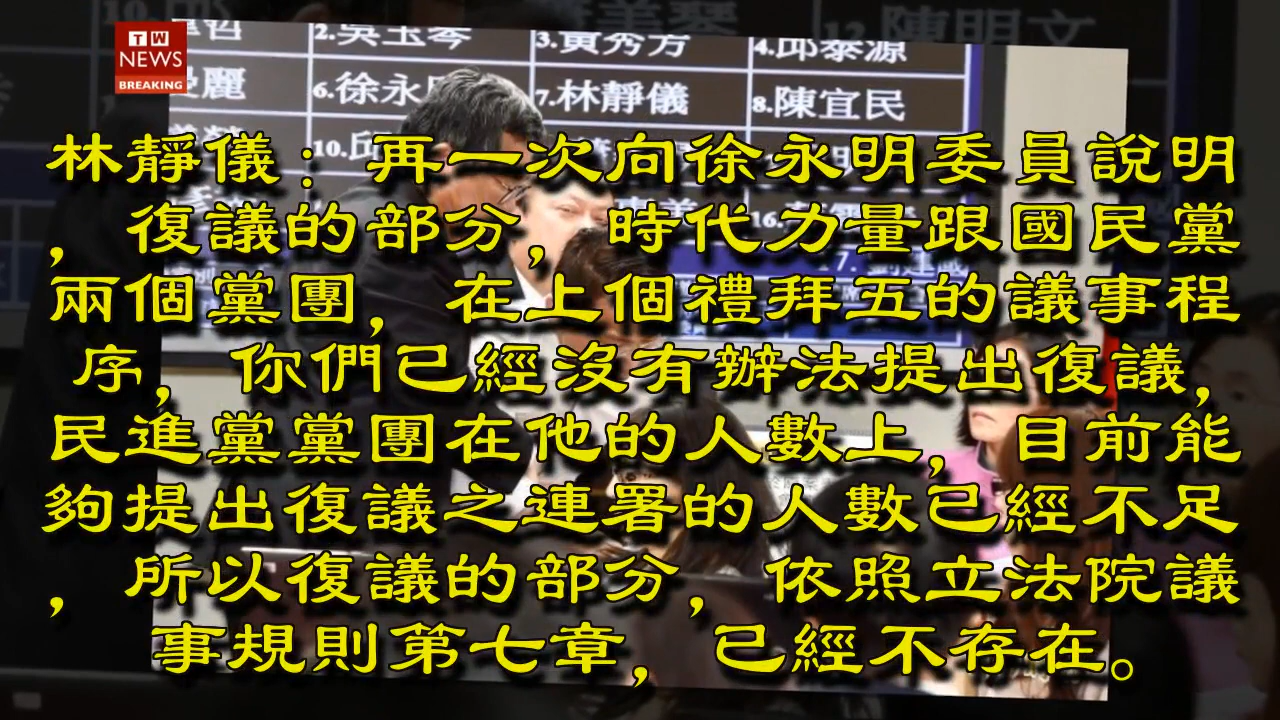 TW
NEWS
BREAKING
2.吳玉琴
3.黃秀芳
4.邱泰源
6.徐永
7.林靜儀
8.陳宜民
10.邱
16.
陳明文
林靜儀：再一次向徐永明委員說明
，復議的部分，時代力量跟國民黨
兩個黨團，在上個禮拜五的議事程
序，你們已經沒有辦法提出復議，
民進黨黨團在他的人數上，目前能
夠提出復議之連署的人數已經不足
，所以復議的部分，依照立法院議
事規則第七章，已經不存在。